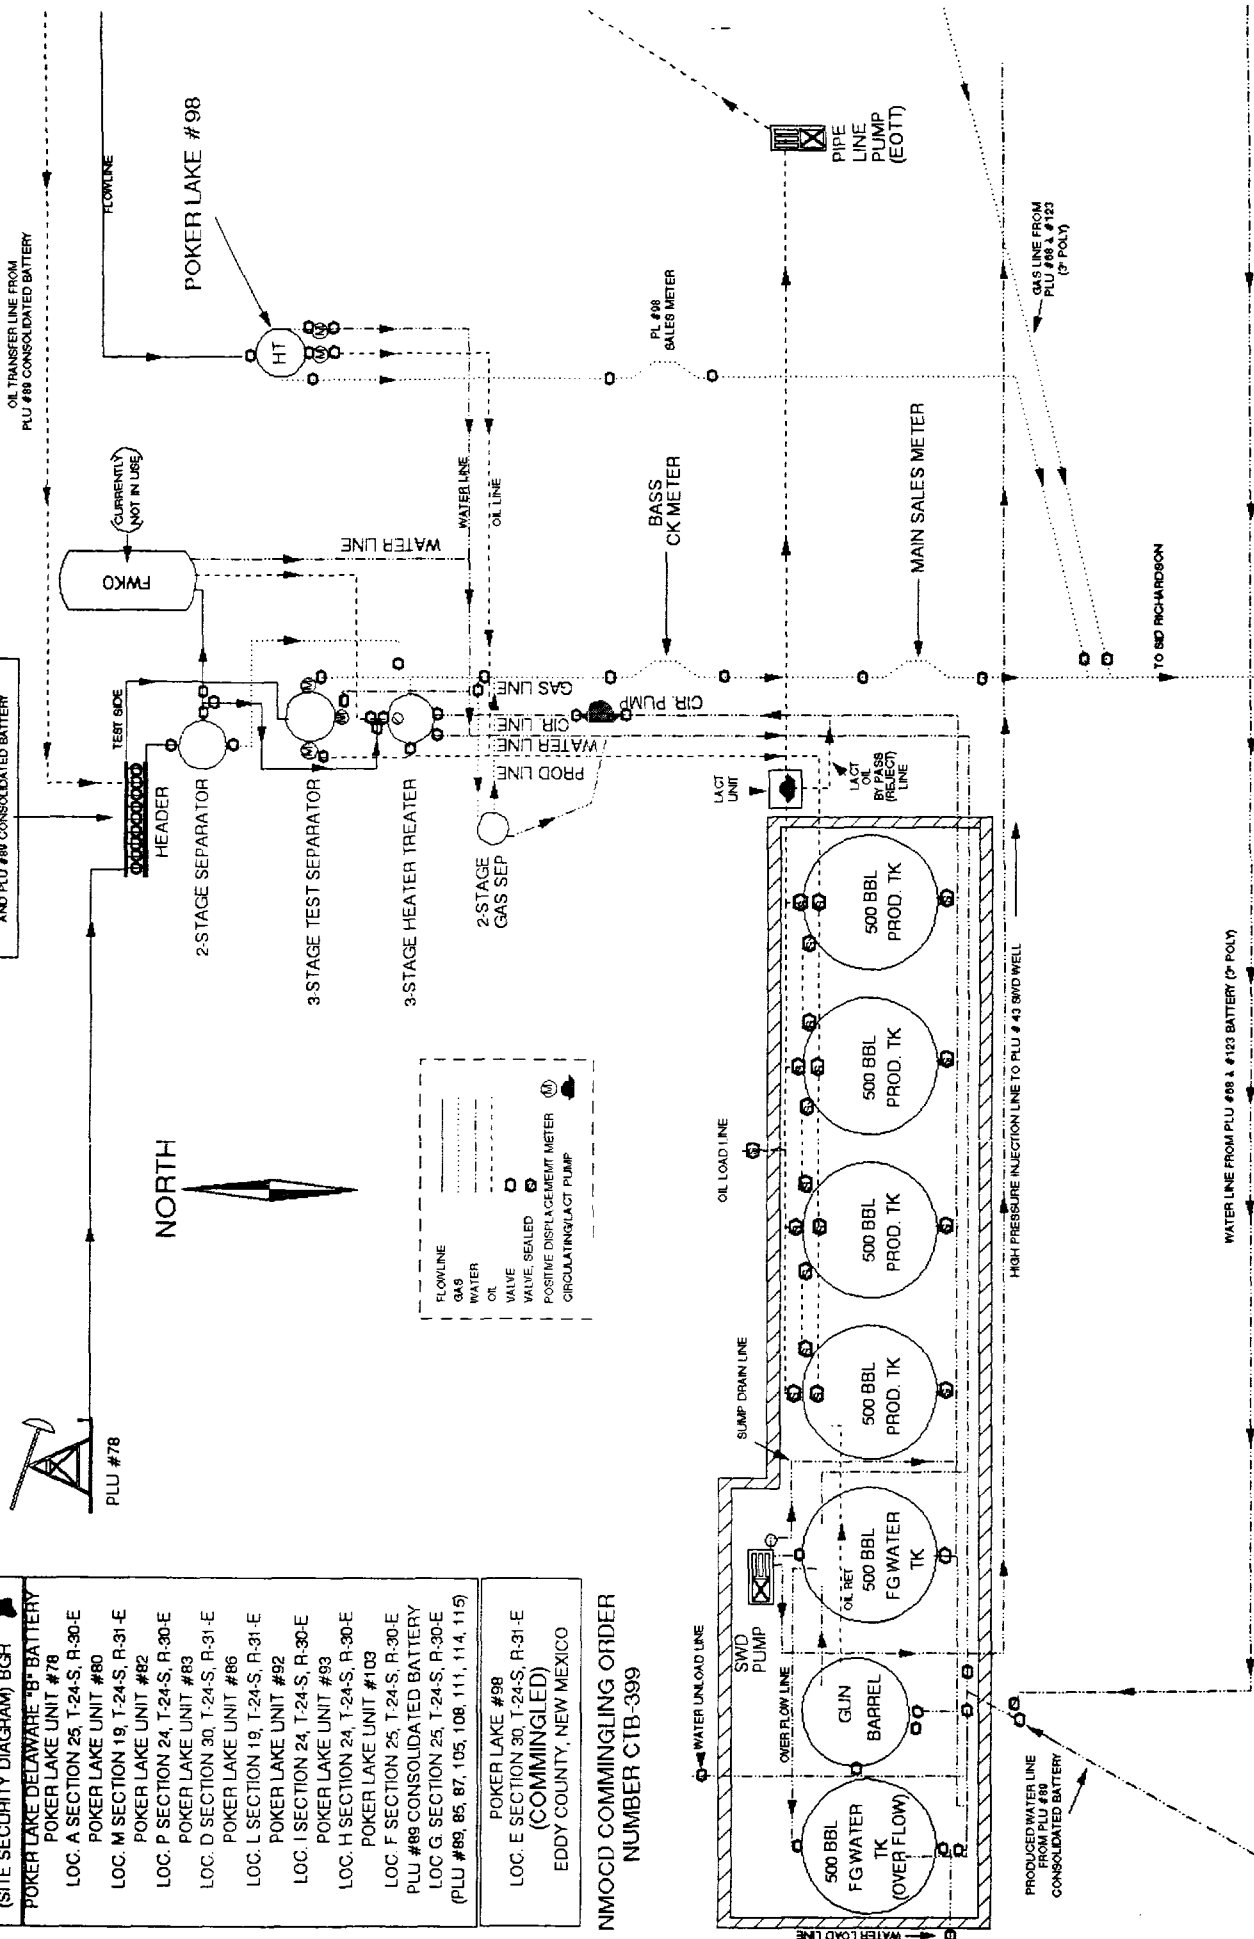 (SITE SECURITY DIAGRAM) BGR
POKER LAKE DELAWARE "B" BATTERY
POKER LAKE UNIT #78
LOC. A SECTION 25, T-24-S, R-30-E
POKER LAKE UNIT #80
LOC. M SECTION 19, T-24-S, R-31-E
POKER LAKE UNIT #82
LOC. P SECTION 24, T-24-S, R-30-E
POKER LAKE UNIT #83
LOC. D SECTION 30, T-24-S, R-31-E
POKER LAKE UNIT #86
LOC. L SECTION 19, T-24-S, R-31-E
POKER LAKE UNIT #92
LOC. I SECTION 24, T-24-S, R-30-E
POKER LAKE UNIT #93
LOC. H SECTION 24, T-24-S, R-30-E
POKER LAKE UNIT #103
LOC. F SECTION 25, T-24-S, R-30-E
PLU #89 CONSOLIDATED BATTERY
LOC G. SECTION 25, T-24-S, R-30-E
(PLU #89, 85, 87, 105, 108, 111, 114, 115)
POKER LAKE #98
LOC. E SECTION 30, T-24-S, R-31-E
(COMMINGLED)
EDDY COUNTY, NEW MEXICO
NMOCD COMMINGLING ORDER
NUMBER CTB-399
PLU #78
NORTH
FLOWLINE
GAS
WATER
OIL
VALVE
VALVE, SEALED
POSITIVE DISPLACEMEMT METER
M
CIRCULATING/LACT PUMP
AND PLU #89 CONSOLIDATED BATTERY
OIL TRANSFER LINE FROM
PLU #89 CONSOLIDATED BATTERY
FLOWLINE
POKER LAKE #98
HT
M
M
CURRENTLY
NOT IN USE
FWKO
TEST SIDE
HEADER
2-STAGE SEPARATOR
3-STAGE TEST SEPARATOR
M
M
M
3-STAGE HEATER TREATER
2-STAGE
GAS SEP
WATER LINE
WATER LINE
OIL LINE
GAS LINE
CIR. LINE
WATER LINE
PROD LINE
CIR. PUMP
BASS
CK METER
PL #98
SALES METER
MAIN SALES METER
PIPE
LINE
PUMP
(EOTT)
GAS LINE FROM
PLU #68 & #123
(3" POLY)
TO SID RICHARDSON
LACT
UNIT
LACT
OIL
BY PASS
(REJECT)
LINE
OIL LOAD LINE
SUMP DRAIN LINE
500 BBL
PROD. TK
500 BBL
PROD. TK
500 BBL
PROD. TK
500 BBL
PROD. TK
500 BBL
FG WATER
TK
OIL RET
SWD
PUMP
GUN
BARREL
OVER FLOW LINE
WATER UNLOAD LINE
500 BBL
FG WATER
TK
(OVER FLOW)
WATER LOAD LINE
HIGH PRESSURE INJECTION LINE TO PLU # 43 SWD WELL
PRODUCED WATER LINE
FROM PLU #89
CONSOLIDATED BATTERY
WATER LINE FROM PLU #68 & #123 BATTERY (3" POLY)